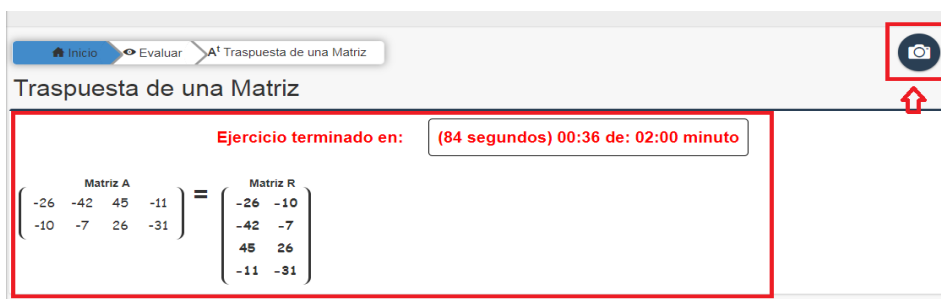 Inicio Evaluar Aᵗ Traspuesta de una Matriz
Traspuesta de una Matriz
Ejercicio terminado en: (84 segundos) 00:36 de: 02:00 minuto
Matriz A = Matriz R
-26 -42 45 -11
-10 -7 26 -31
-26 -10
-42 -7
45 26
-11 -31